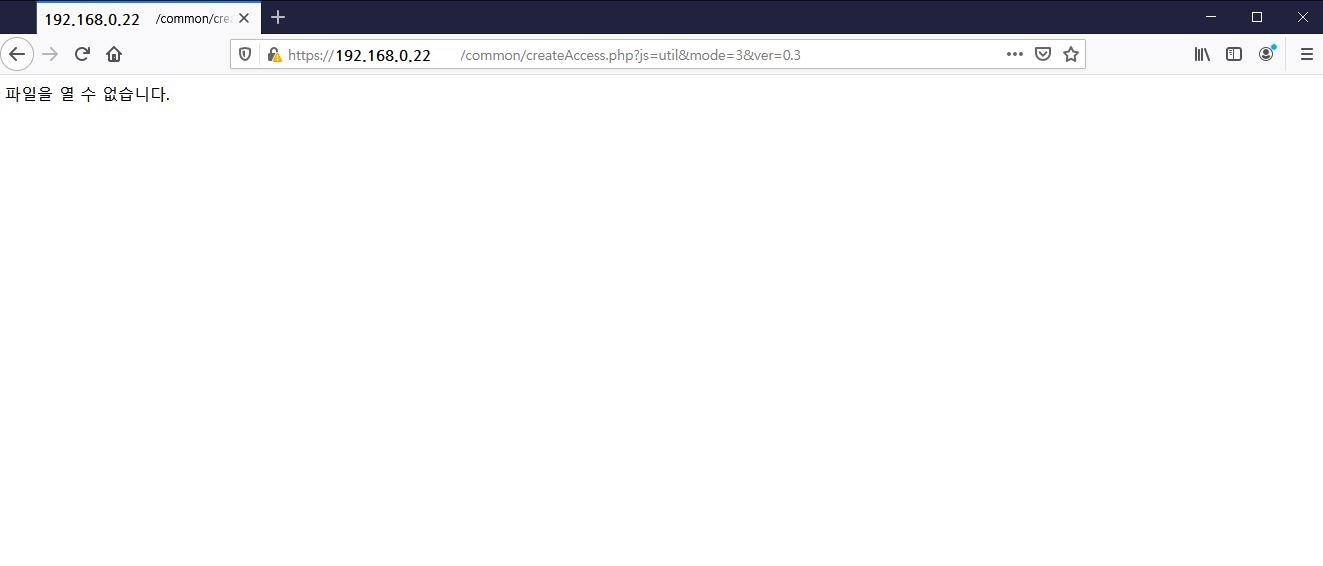 192.168.0.22 /common/cre
https://192.168.0.22 /common/createAccess.php?js=util&mode=3&ver=0.3
파일을 열 수 없습니다.